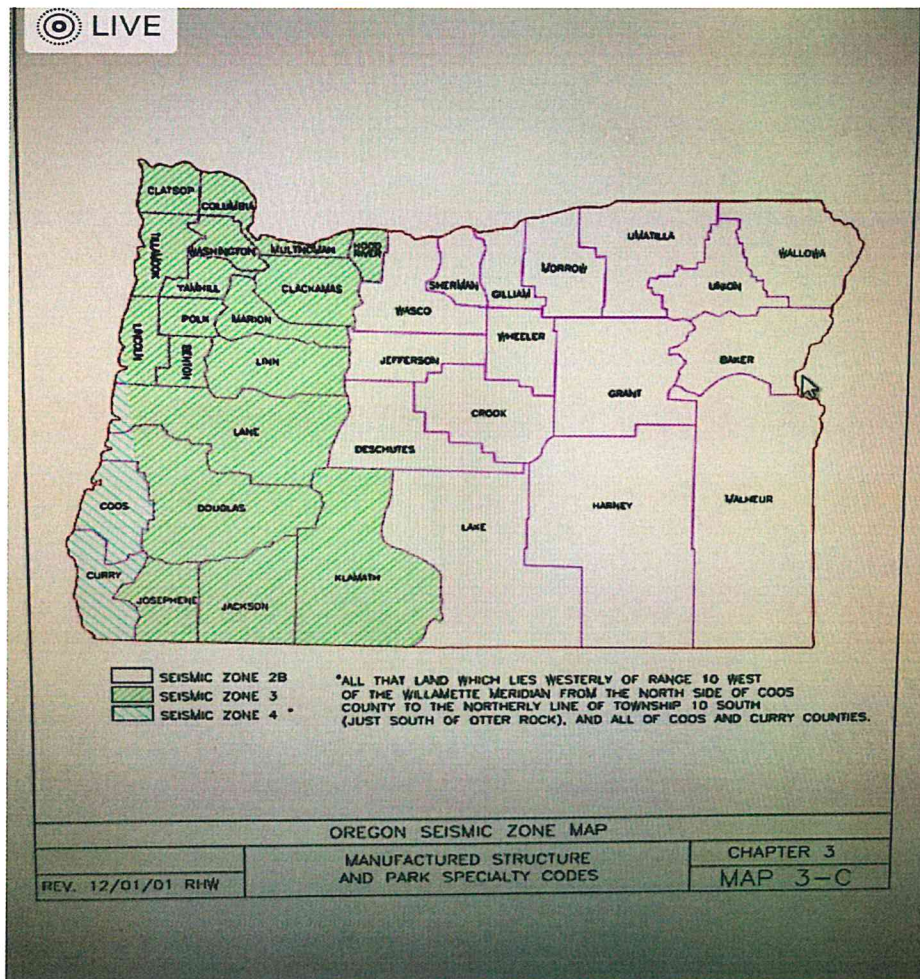 LIVE
CLATSOP
COLUMBIA
TILLAMOOK
WASHINGTON
MULTNOMAH
HOOD
RIVER
YAMHILL
CLACKAMAS
SHERMAN
GILLIAM
MORROW
UMATILLA
UNION
WALLOWA
WASCO
POLK
MARION
LINCOLN
BENTON
LINN
JEFFERSON
WHEELER
BAKER
GRANT
CROOK
LANE
DESCHUTES
COOS
DOUGLAS
LAKE
HARNEY
MALHEUR
CURRY
JOSEPHENE
JACKSON
KLAMATH
SEISMIC ZONE 2B
SEISMIC ZONE 3
SEISMIC ZONE 4 *
*ALL THAT LAND WHICH LIES WESTERLY OF RANGE 10 WEST
OF THE WILLAMETTE MERIDIAN FROM THE NORTH SIDE OF COOS
COUNTY TO THE NORTHERLY LINE OF TOWNSHIP 10 SOUTH
(JUST SOUTH OF OTTER ROCK), AND ALL OF COOS AND CURRY COUNTIES.
OREGON SEISMIC ZONE MAP
REV. 12/01/01 RHW
MANUFACTURED STRUCTURE
AND PARK SPECIALTY CODES
CHAPTER 3
MAP 3-C